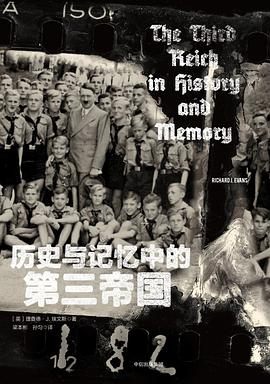 A ISO
The Third
Reich
in History
and
Memory
RICHARD J. EVANS
历史与记忆中的
第三帝国
[英] 理查德·J. 埃文斯 / 著
梁本彬 孙匀 / 译
中信出版集团